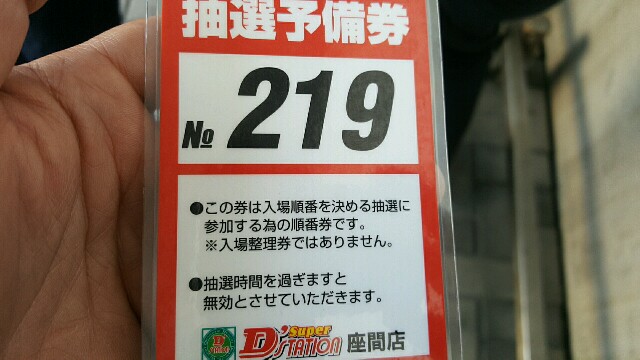 抽選予備券
№ 219
●この券は入場順番を決める抽選に
参加する為の順番券です。
※入場整理券ではありません。
●抽選時間を過ぎますと
無効とさせていただきます。
Super
D'STATION 座間店